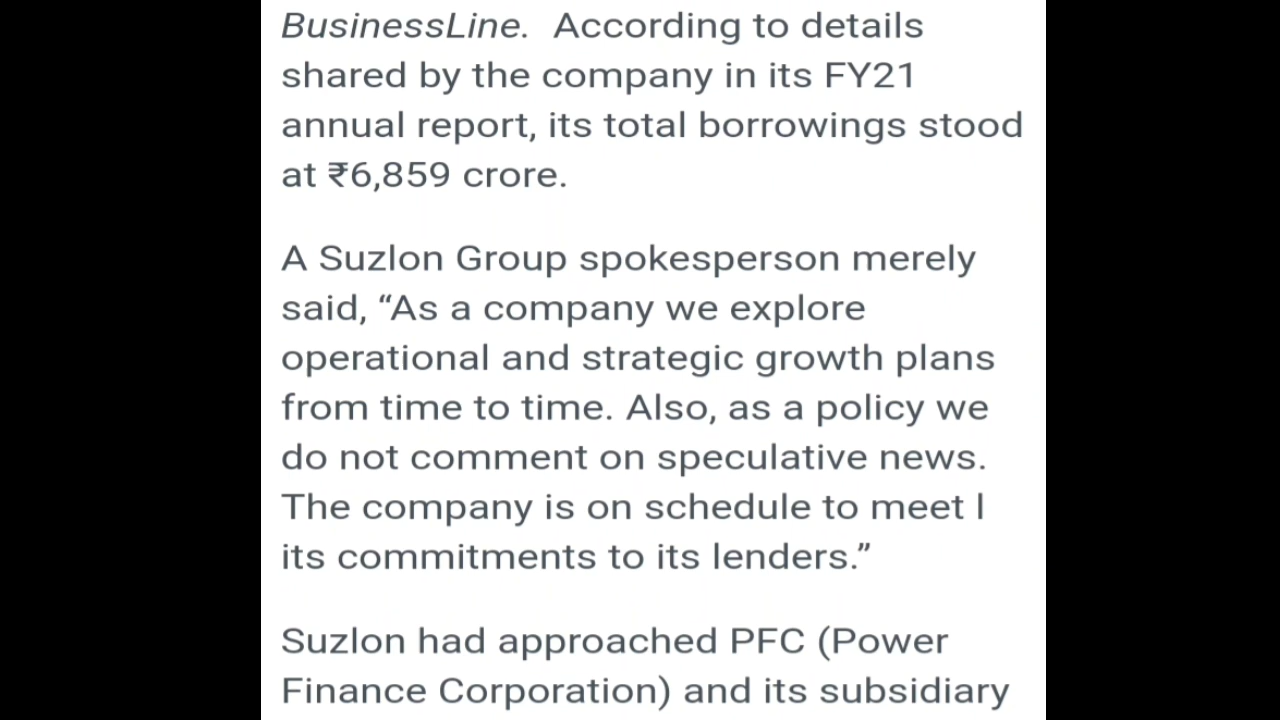 BusinessLine. According to details
shared by the company in its FY21
annual report, its total borrowings stood
at ₹6,859 crore.
A Suzlon Group spokesperson merely
said, “As a company we explore
operational and strategic growth plans
from time to time. Also, as a policy we
do not comment on speculative news.
The company is on schedule to meet l
its commitments to its lenders.”
Suzlon had approached PFC (Power
Finance Corporation) and its subsidiary